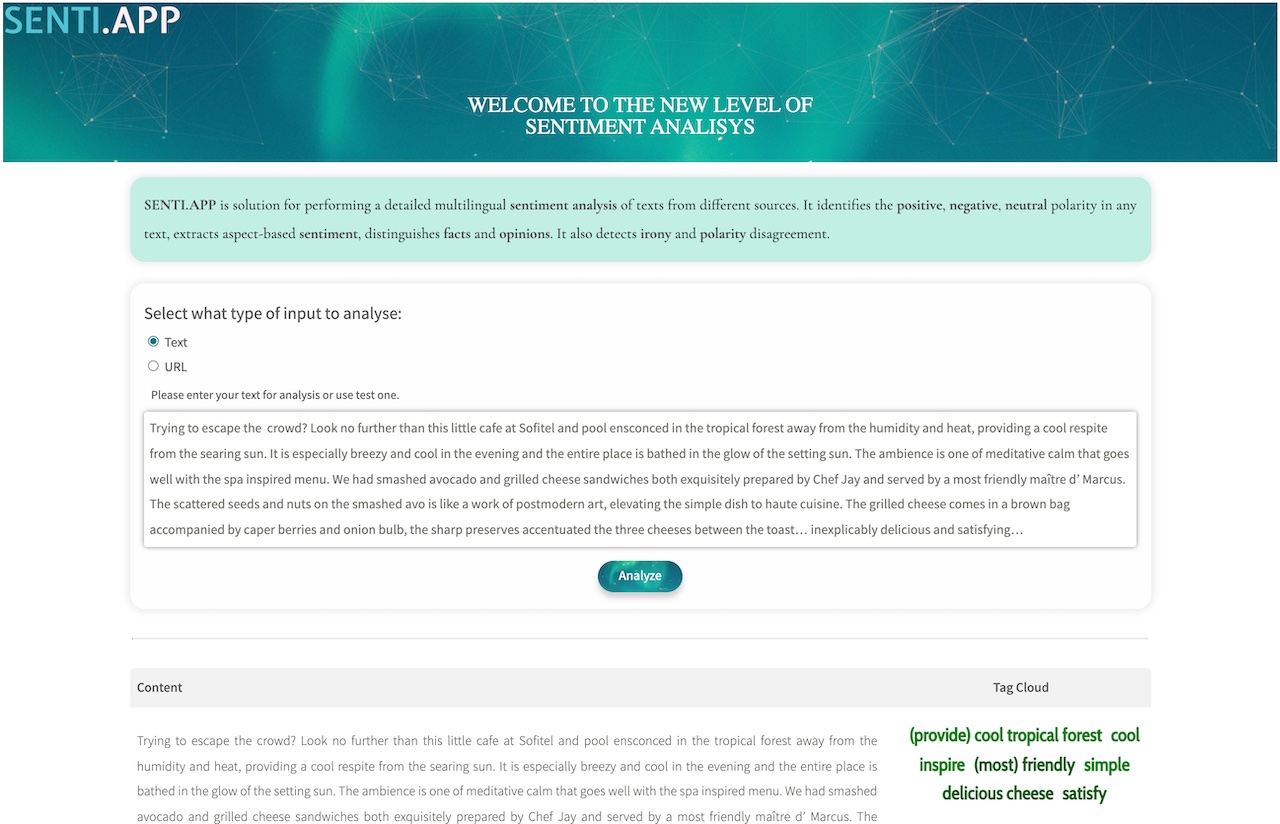 SENTI.APP
WELCOME TO THE NEW LEVEL OF
SENTIMENT ANALISYS
SENTI.APP is solution for performing a detailed multilingual sentiment analysis of texts from different sources. It identifies the positive, negative, neutral polarity in any
text, extracts aspect-based sentiment, distinguishes facts and opinions. It also detects irony and polarity disagreement.
Select what type of input to analyse:
Text
URL
Please enter your text for analysis or use test one.
Trying to escape the  crowd? Look no further than this little cafe at Sofitel and pool ensconced in the tropical forest away from the humidity and heat, providing a cool respite
from the searing sun. It is especially breezy and cool in the evening and the entire place is bathed in the glow of the setting sun. The ambience is one of meditative calm that goes
well with the spa inspired menu. We had smashed avocado and grilled cheese sandwiches both exquisitely prepared by Chef Jay and served by a most friendly maître d’ Marcus.
The scattered seeds and nuts on the smashed avo is like a work of postmodern art, elevating the simple dish to haute cuisine. The grilled cheese comes in a brown bag
accompanied by caper berries and onion bulb, the sharp preserves accentuated the three cheeses between the toast… inexplicably delicious and satisfying…
Analyze
Content
Tag Cloud
Trying to escape the crowd? Look no further than this little cafe at Sofitel and pool ensconced in the tropical forest away from the
humidity and heat, providing a cool respite from the searing sun. It is especially breezy and cool in the evening and the entire place is
bathed in the glow of the setting sun. The ambience is one of meditative calm that goes well with the spa inspired menu. We had smashed
avocado and grilled cheese sandwiches both exquisitely prepared by Chef Jay and served by a most friendly maître d’ Marcus. The
(provide) cool tropical forest cool
inspire (most) friendly simple
delicious cheese satisfy